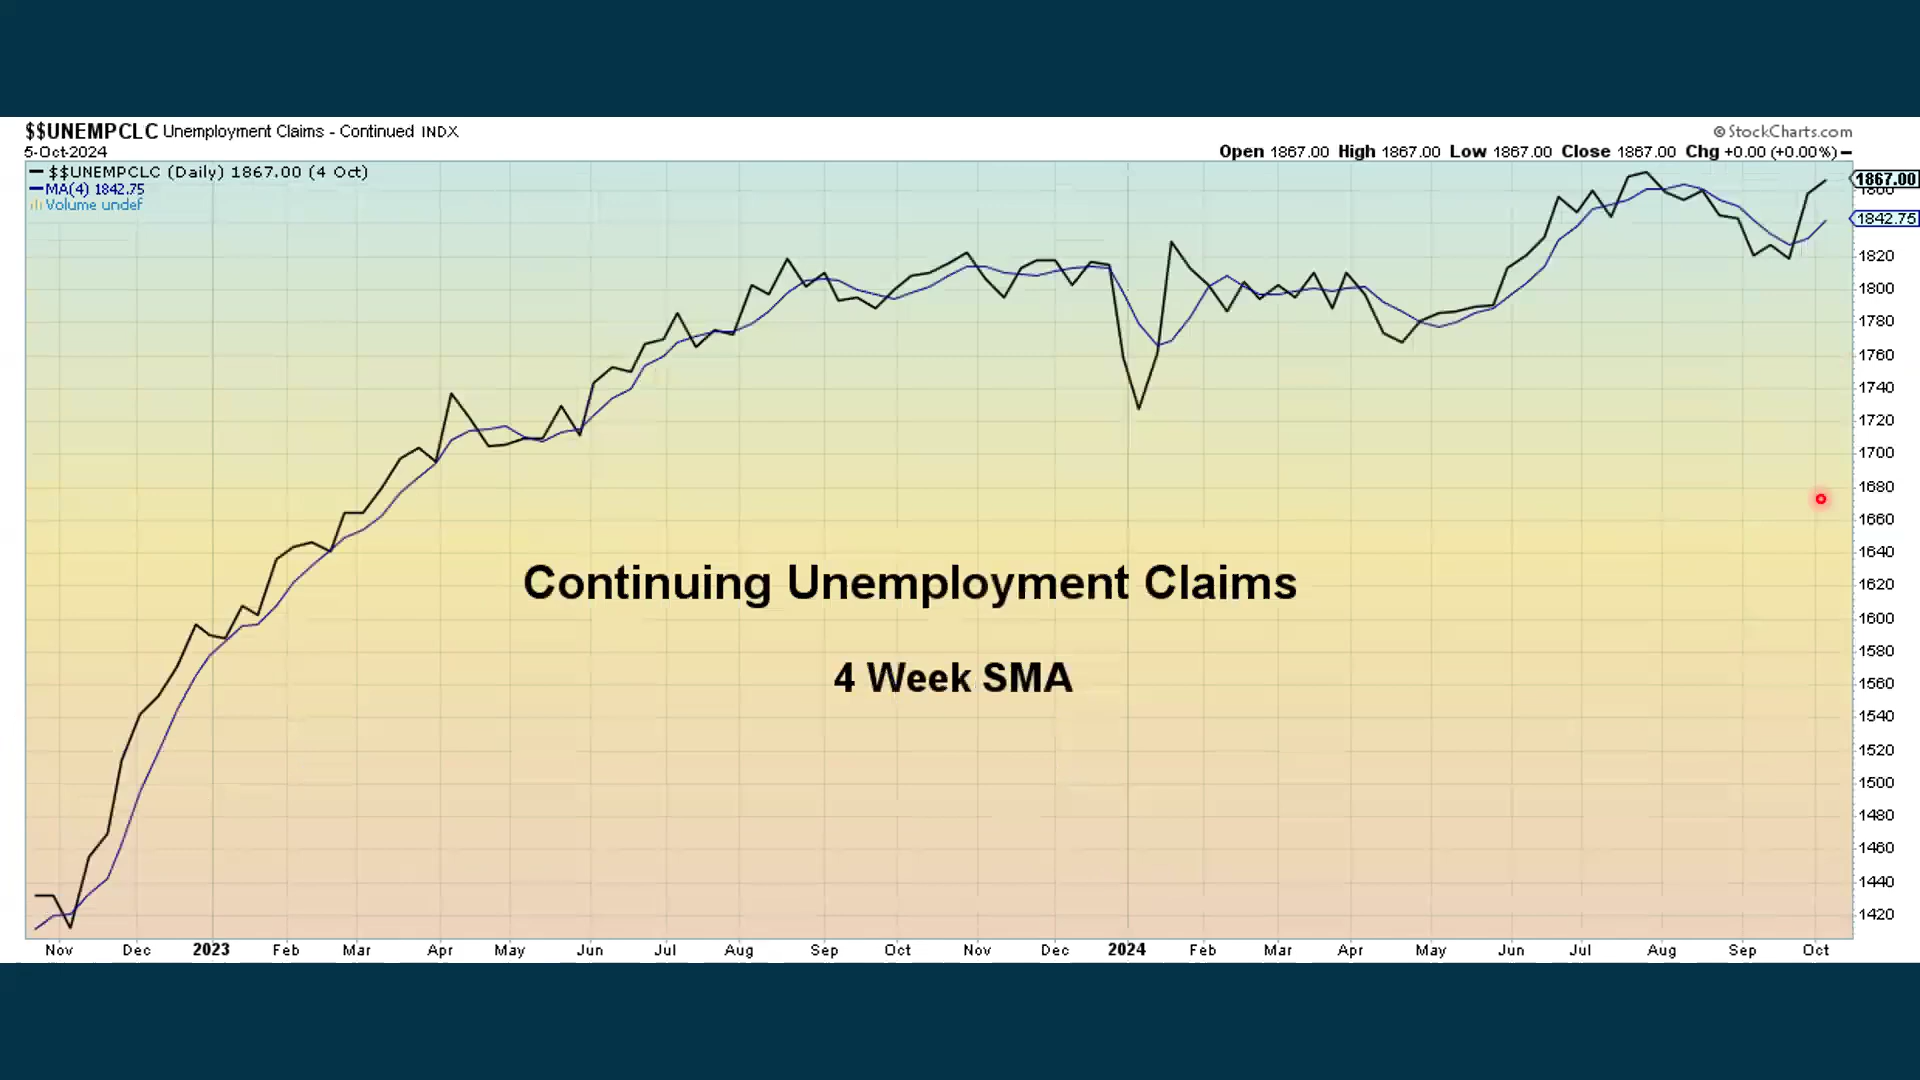 $$UNEMPCLC Unemployment Claims - Continued INDX
© StockCharts.com
5-Oct-2024
Open 1867.00 High 1867.00 Low 1867.00 Close 1867.00 Chg +0.00 (+0.00%)
$$UNEMPCLC (Daily) 1867.00 (4 Oct)
MA(4) 1842.75
Volume undef
1867.00
1860
1842.75
1820
1800
1780
1760
1740
1720
1700
1680
1660
1640
1620
1600
1580
1560
1540
1520
1500
1480
1460
1440
1420
Continuing Unemployment Claims
4 Week SMA
Nov Dec 2023 Feb Mar Apr May Jun Jul Aug Sep Oct Nov Dec 2024 Feb Mar Apr May Jun Jul Aug Sep Oct